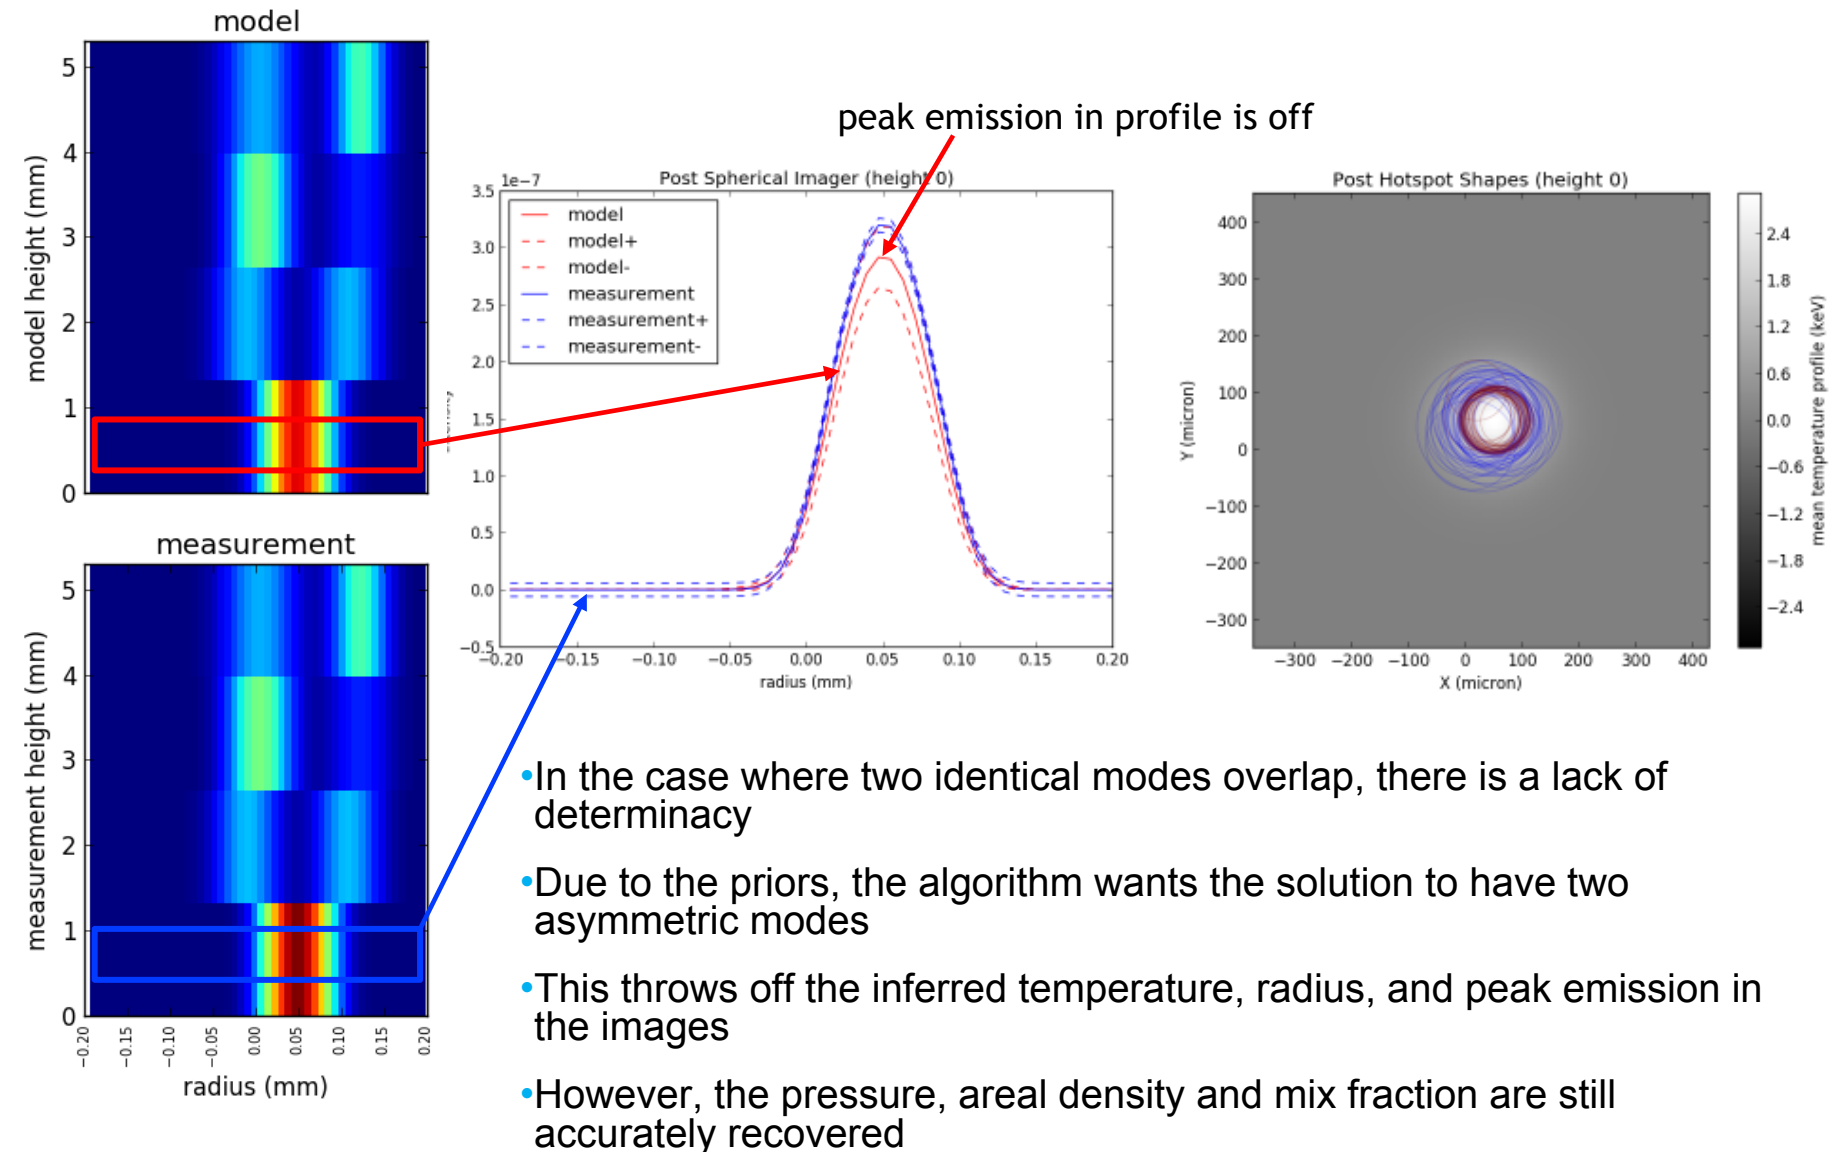 model
5
4
3
2
1
0
model height (mm)
measurement
5
4
3
2
1
0
measurement height (mm)
−0.20
−0.15
−0.10
−0.05
0.00
0.05
0.10
0.15
0.20
radius (mm)
peak emission in profile is off
Post Spherical Imager (height 0)
1e−7
3.5
3.0
2.5
2.0
1.5
1.0
0.5
0.0
−0.5
model
model+
model-
measurement
measurement+
measurement-
−0.20 −0.15 −0.10 −0.05 0.00 0.05 0.10 0.15 0.20
radius (mm)
Post Hotspot Shapes (height 0)
400
300
200
100
0
−100
−200
−300
Y (micron)
−300 −200 −100 0 100 200 300 400
X (micron)
2.4
1.8
1.2
0.6
0.0
−0.6
−1.2
−1.8
−2.4
mean temperature profile (keV)
•In the case where two identical modes overlap, there is a lack of
determinacy
•Due to the priors, the algorithm wants the solution to have two
asymmetric modes
•This throws off the inferred temperature, radius, and peak emission in
the images
•However, the pressure, areal density and mix fraction are still
accurately recovered